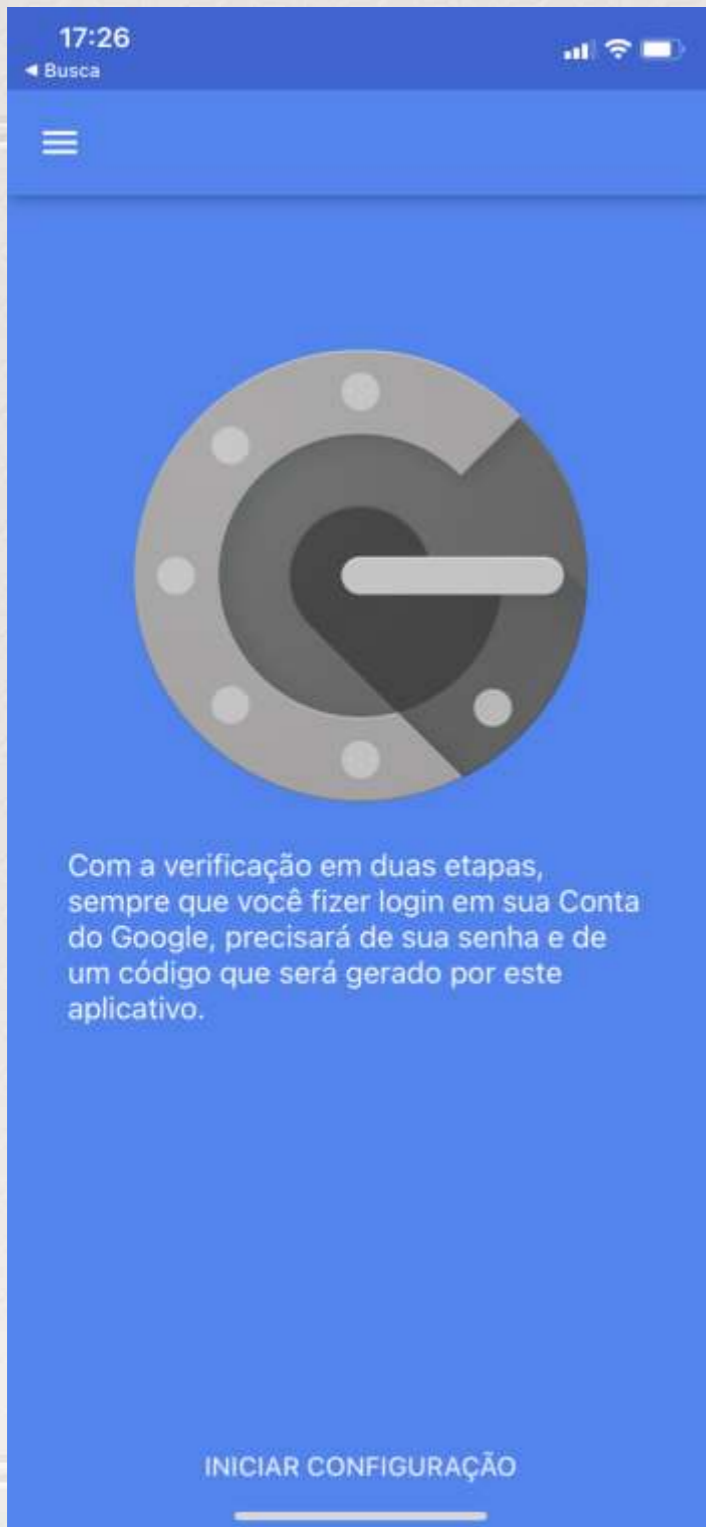 17:26
◀ Busca
Com a verificação em duas etapas,
sempre que você fizer login em sua Conta
do Google, precisará de sua senha e de
um código que será gerado por este
aplicativo.
INICIAR CONFIGURAÇÃO